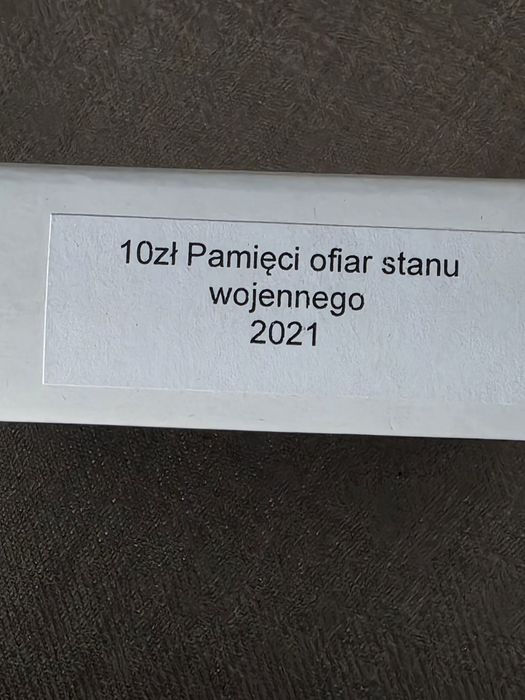 10zł Pamięci ofiar stanu
wojennego
2021